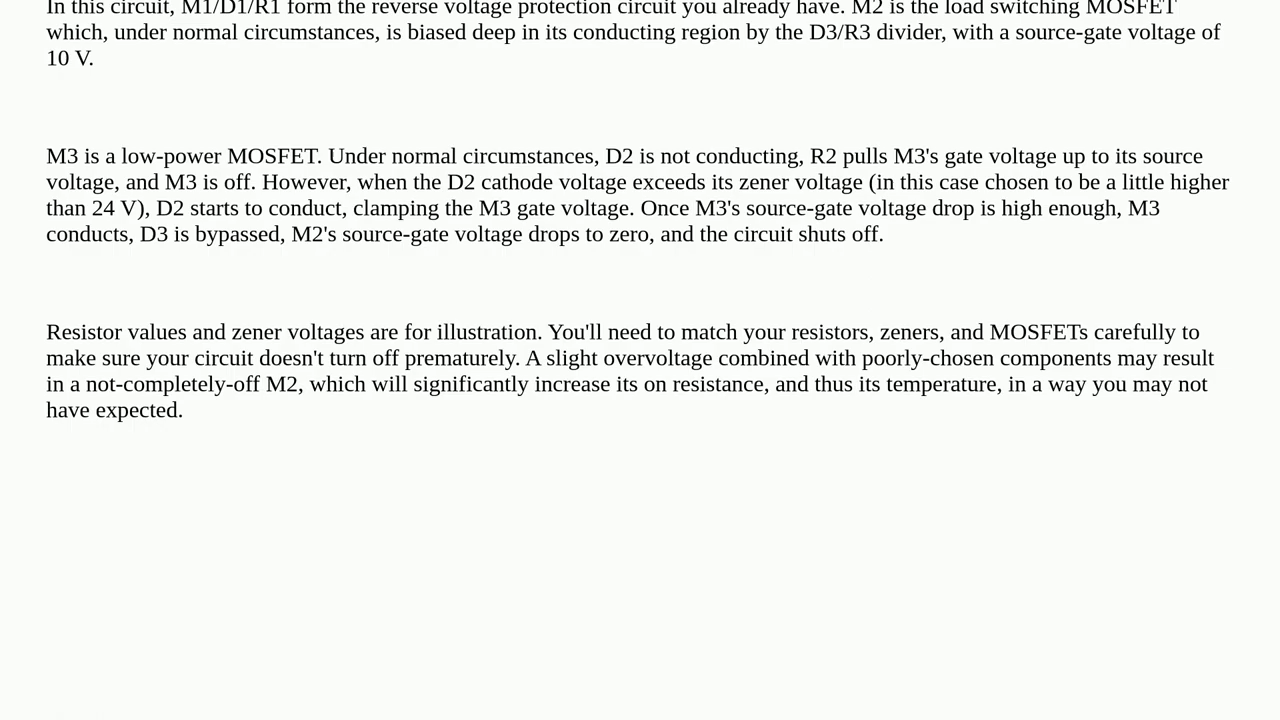 In this circuit, M1/D1/R1 form the reverse voltage protection circuit you already have. M2 is the load switching MOSFET
which, under normal circumstances, is biased deep in its conducting region by the D3/R3 divider, with a source-gate voltage of
10 V.
M3 is a low-power MOSFET. Under normal circumstances, D2 is not conducting, R2 pulls M3's gate voltage up to its source
voltage, and M3 is off. However, when the D2 cathode voltage exceeds its zener voltage (in this case chosen to be a little higher
than 24 V), D2 starts to conduct, clamping the M3 gate voltage. Once M3's source-gate voltage drop is high enough, M3
conducts, D3 is bypassed, M2's source-gate voltage drops to zero, and the circuit shuts off.
Resistor values and zener voltages are for illustration. You'll need to match your resistors, zeners, and MOSFETs carefully to
make sure your circuit doesn't turn off prematurely. A slight overvoltage combined with poorly-chosen components may result
in a not-completely-off M2, which will significantly increase its on resistance, and thus its temperature, in a way you may not
have expected.